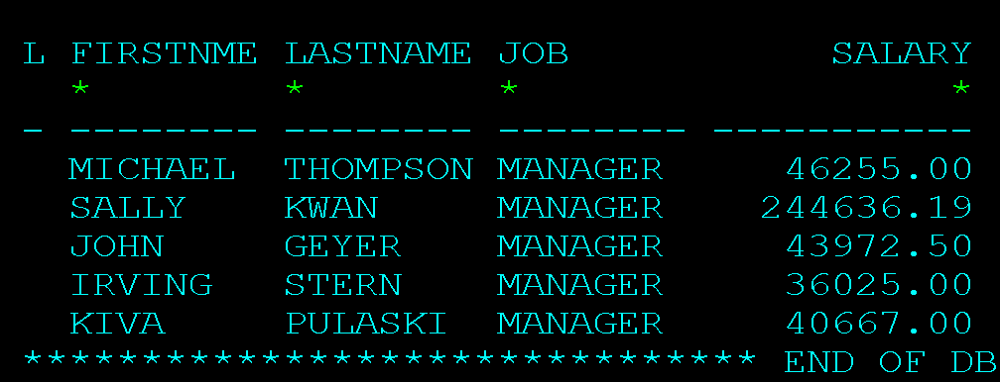 L FIRSTNME LASTNAME JOB SALARY
* * * *
- -------- -------- -------- -----------
MICHAEL THOMPSON MANAGER 46255.00
SALLY KWAN MANAGER 244636.19
JOHN GEYER MANAGER 43972.50
IRVING STERN MANAGER 36025.00
KIVA PULASKI MANAGER 40667.00
******************************* END OF DB